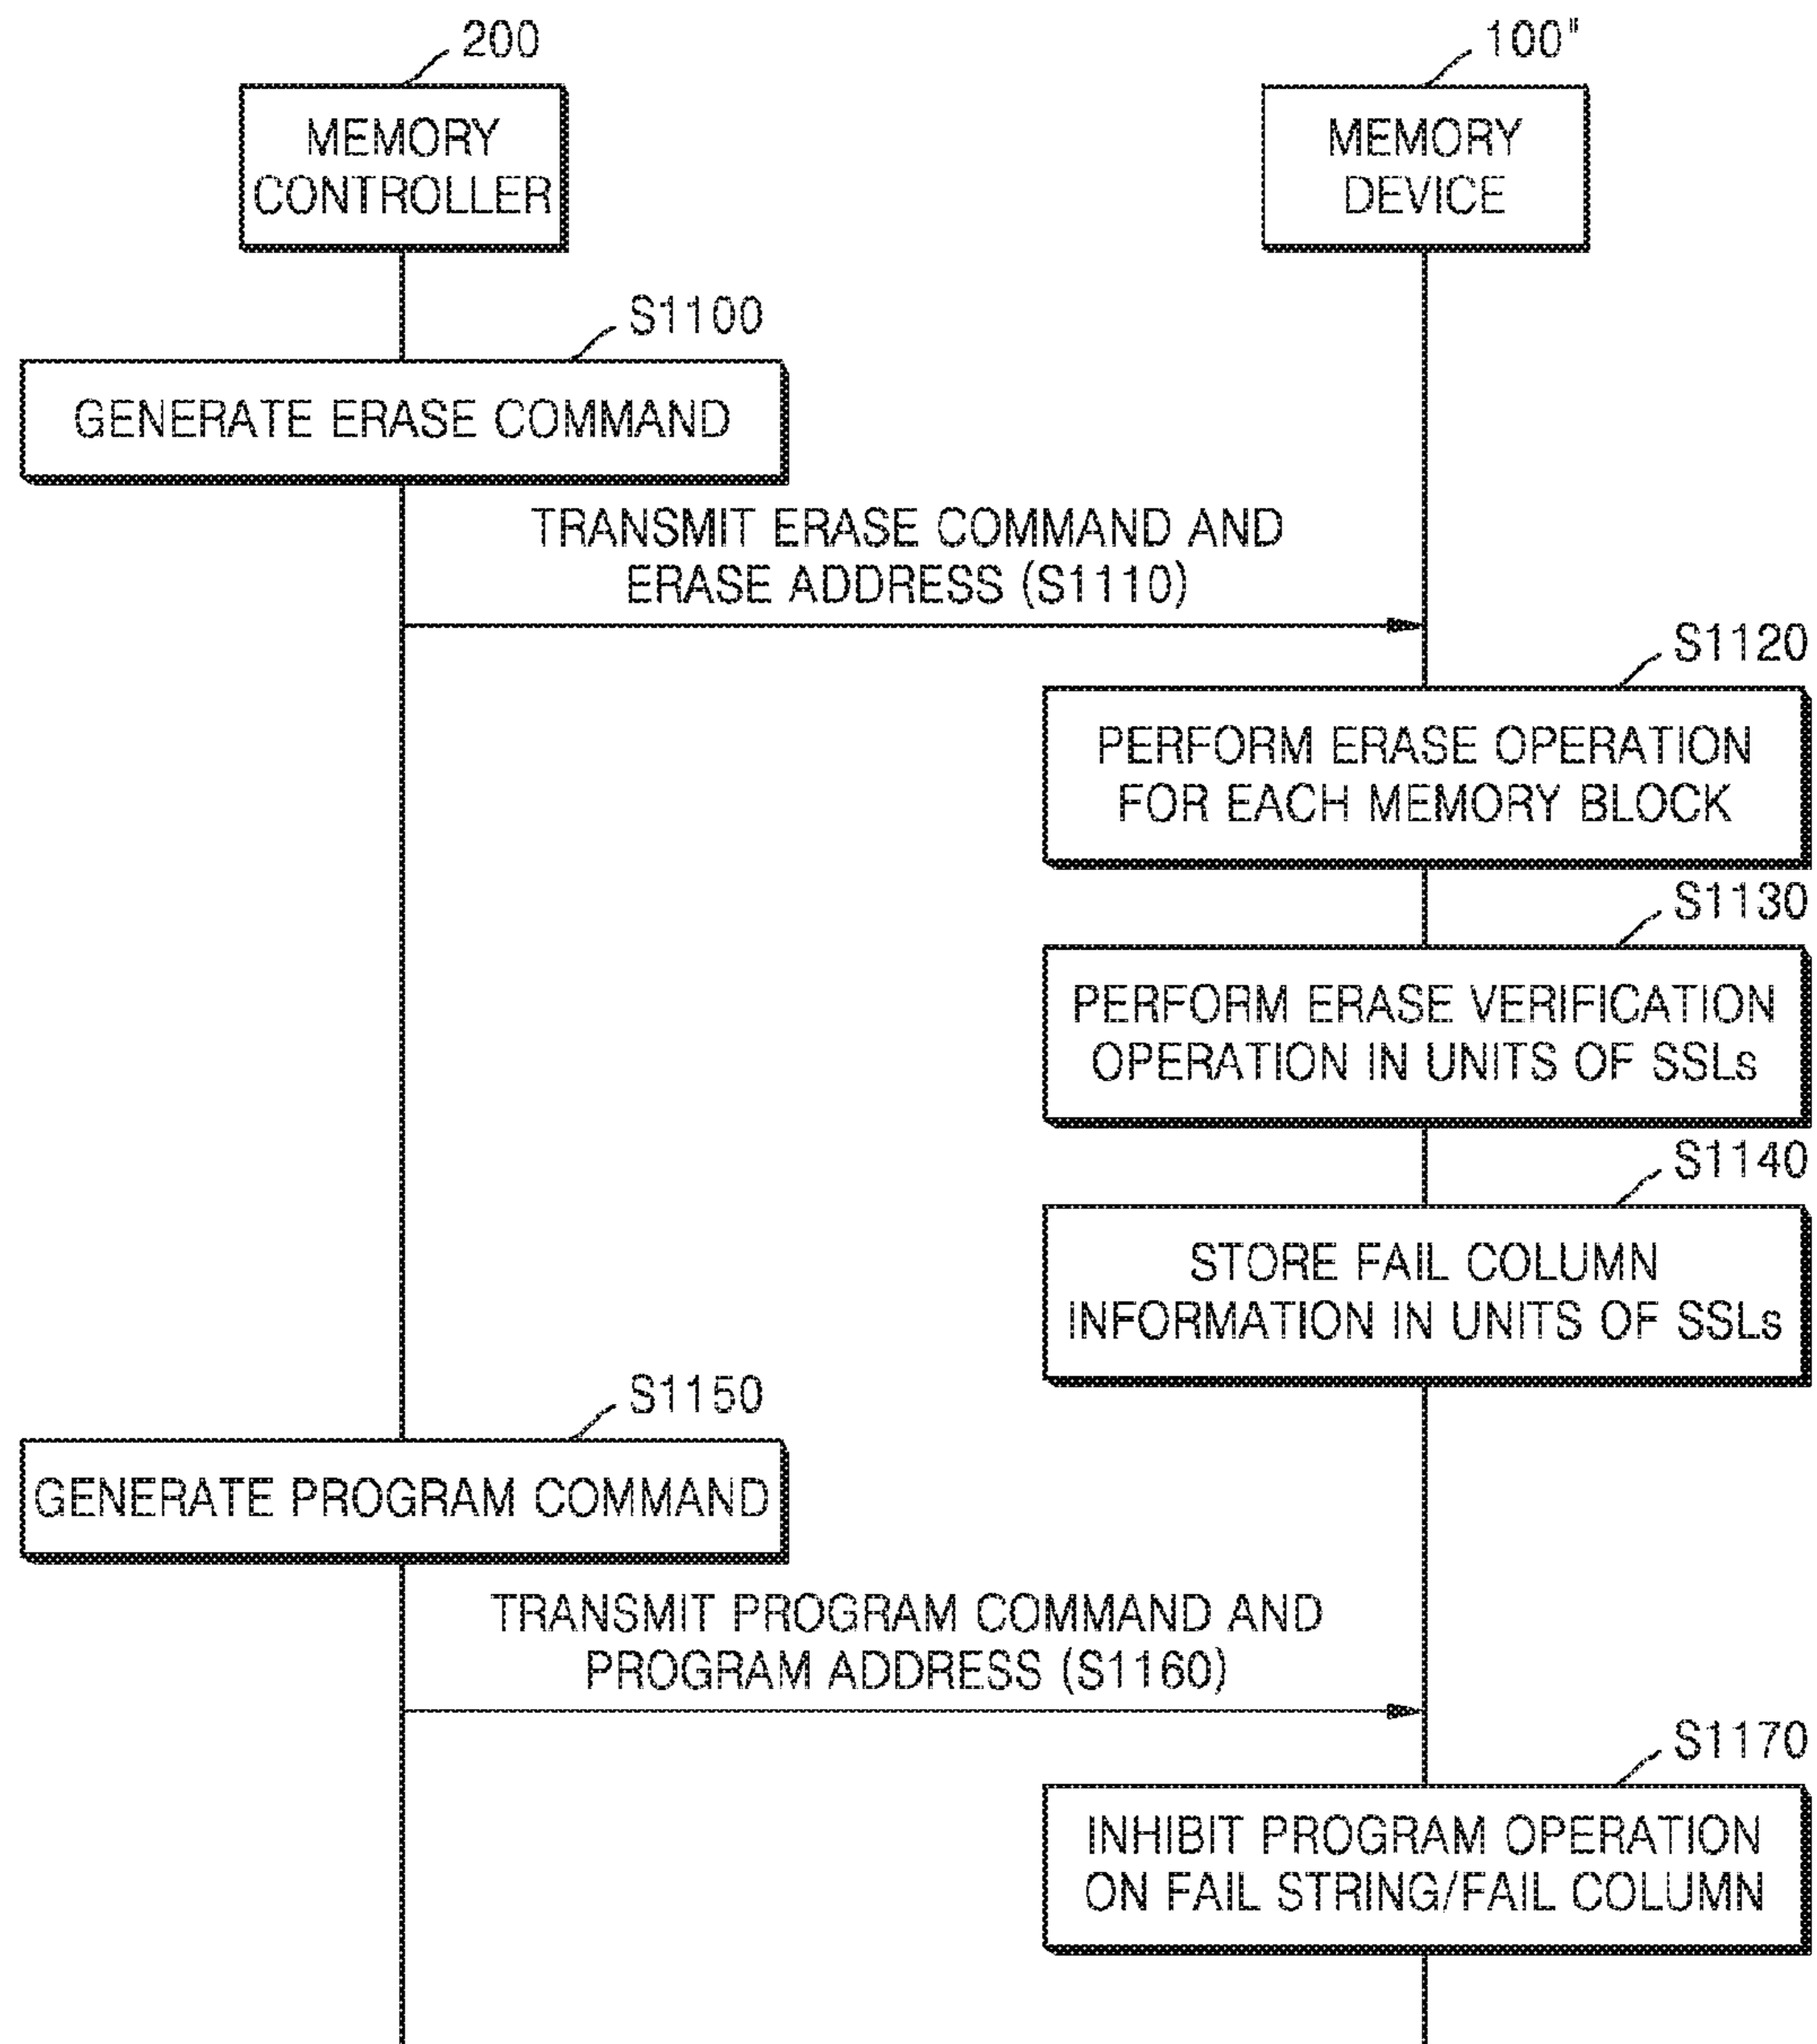 200
100"
MEMORY
CONTROLLER
MEMORY
DEVICE
S1100
GENERATE ERASE COMMAND
TRANSMIT ERASE COMMAND AND
ERASE ADDRESS (S1110)
S1120
PERFORM ERASE OPERATION
FOR EACH MEMORY BLOCK
S1130
PERFORM ERASE VERIFICATION
OPERATION IN UNITS OF SSLs
S1140
STORE FAIL COLUMN
INFORMATION IN UNITS OF SSLs
S1150
GENERATE PROGRAM COMMAND
TRANSMIT PROGRAM COMMAND AND
PROGRAM ADDRESS (S1160)
S1170
INHIBIT PROGRAM OPERATION
ON FAIL STRING/FAIL COLUMN